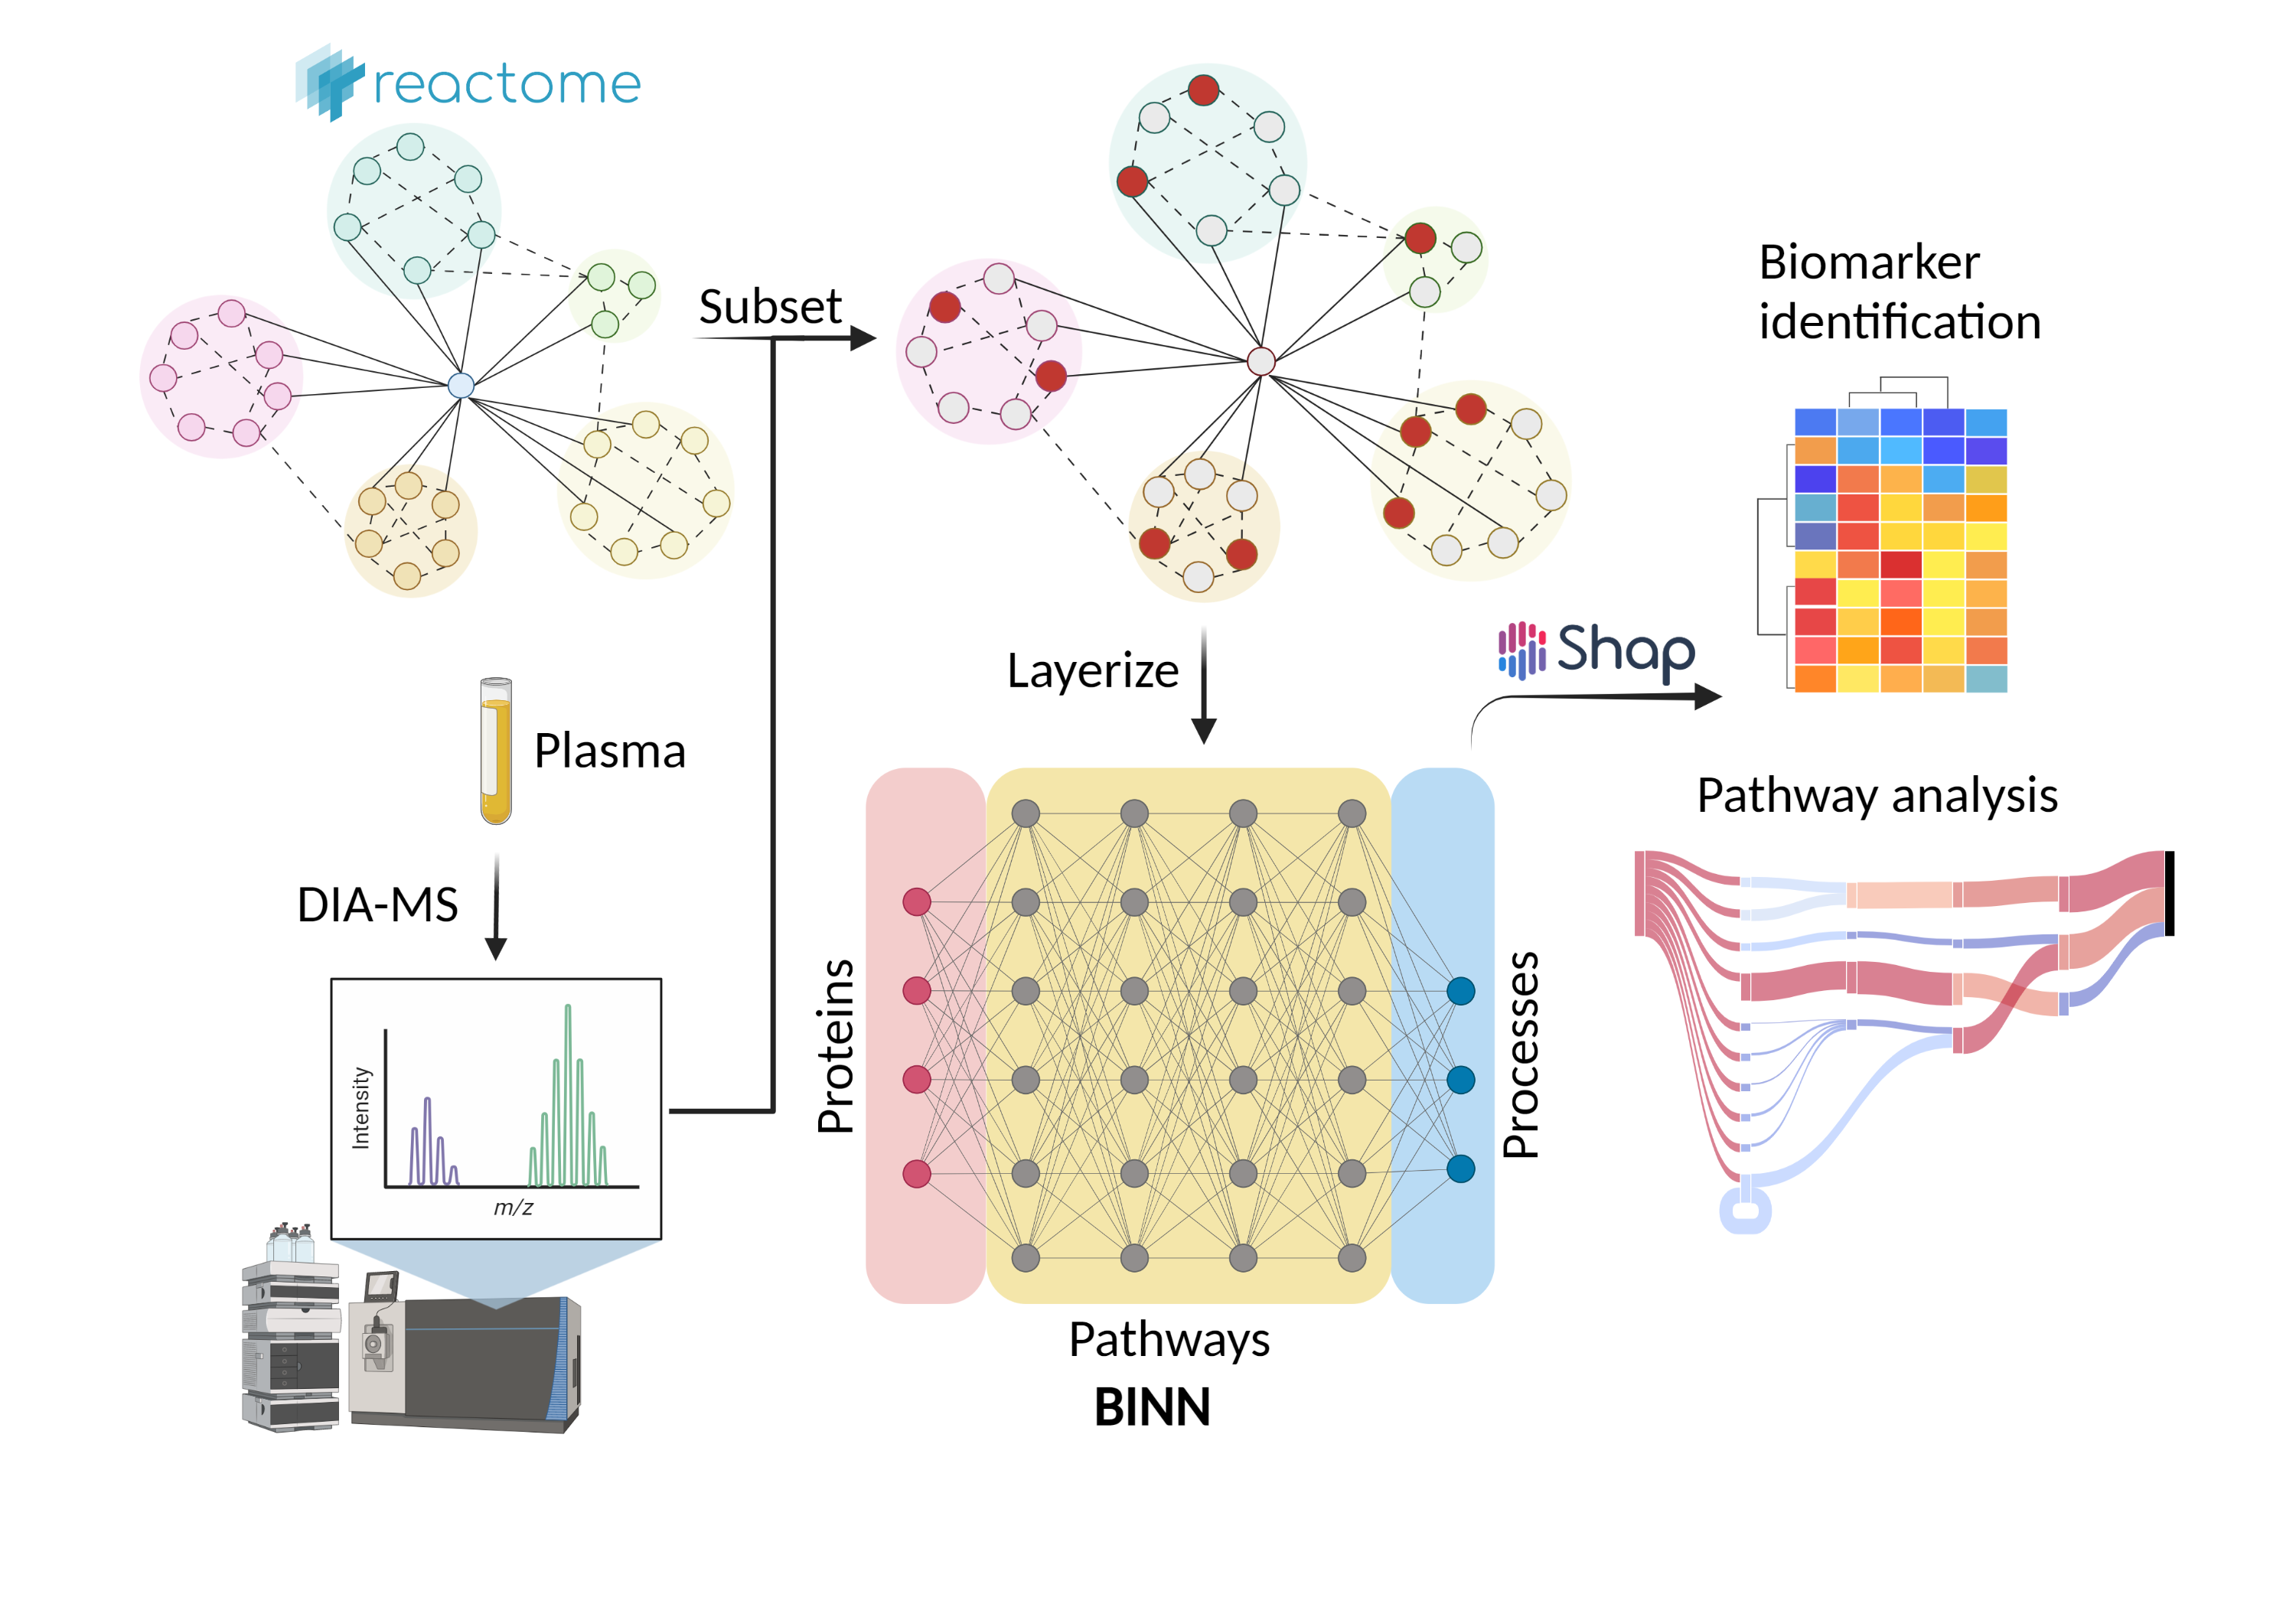 reactome
Subset
Biomarker
identification
Layerize
Shap
Plasma
Pathway analysis
DIA-MS
Intensity
m/z
Proteins
Processes
Pathways
BINN